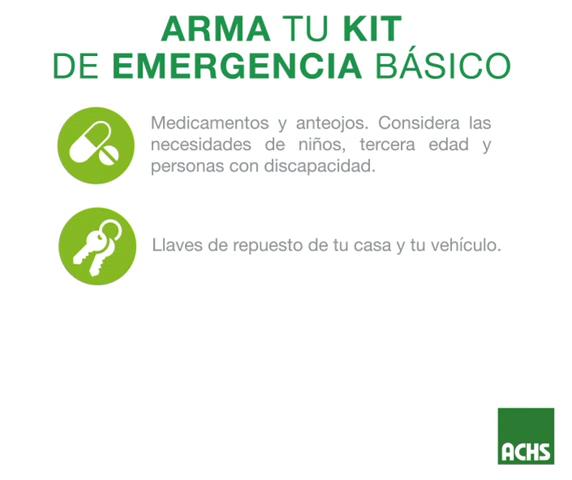 ARMA TU KIT
DE EMERGENCIA BÁSICO
Medicamentos y anteojos. Considera las
necesidades de niños, tercera edad y
personas con discapacidad.
Llaves de repuesto de tu casa y tu vehículo.
ACHS